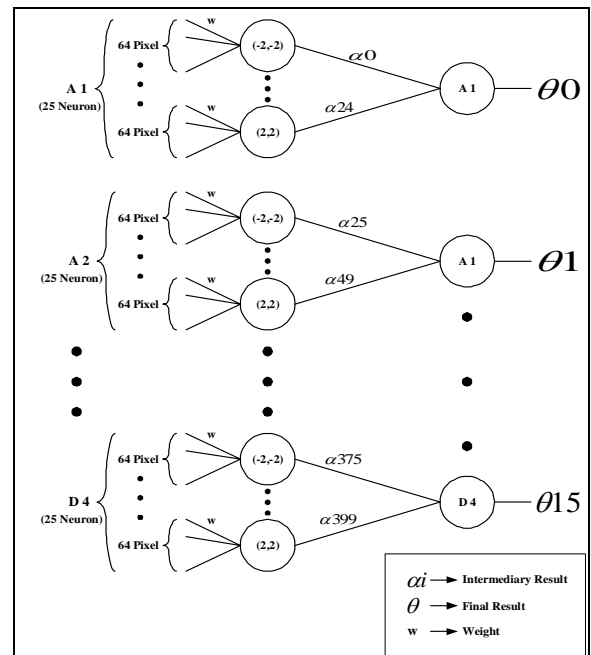 w
64 Pixel
(-2,-2)
α0
A 1
(25 Neuron)
A 1
θ0
w
64 Pixel
(2,2)
α24
w
64 Pixel
(-2,-2)
α25
A 2
(25 Neuron)
A 1
θ1
w
64 Pixel
(2,2)
α49
w
64 Pixel
(-2,-2)
α375
D 4
(25 Neuron)
D 4
θ15
w
64 Pixel
(2,2)
α399
αi Intermediary Result
θ Final Result
w Weight